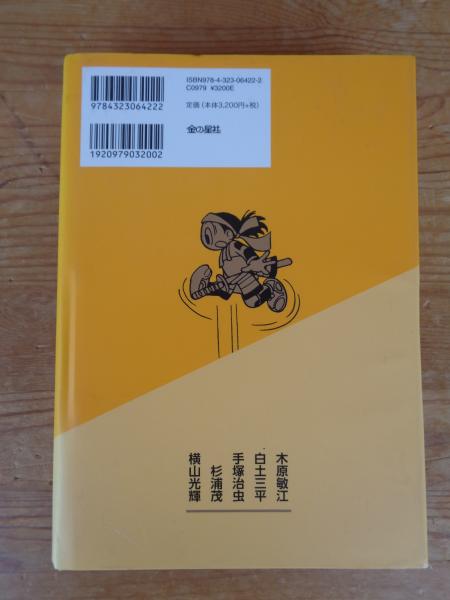 ISBN978-4-323-06422-2
C0979 ¥3200E
定価(本体3,200円+税)
金の星社
9784323064222
1920979032002
木原敏江
白土三平
手塚治虫
杉浦茂
横山光輝